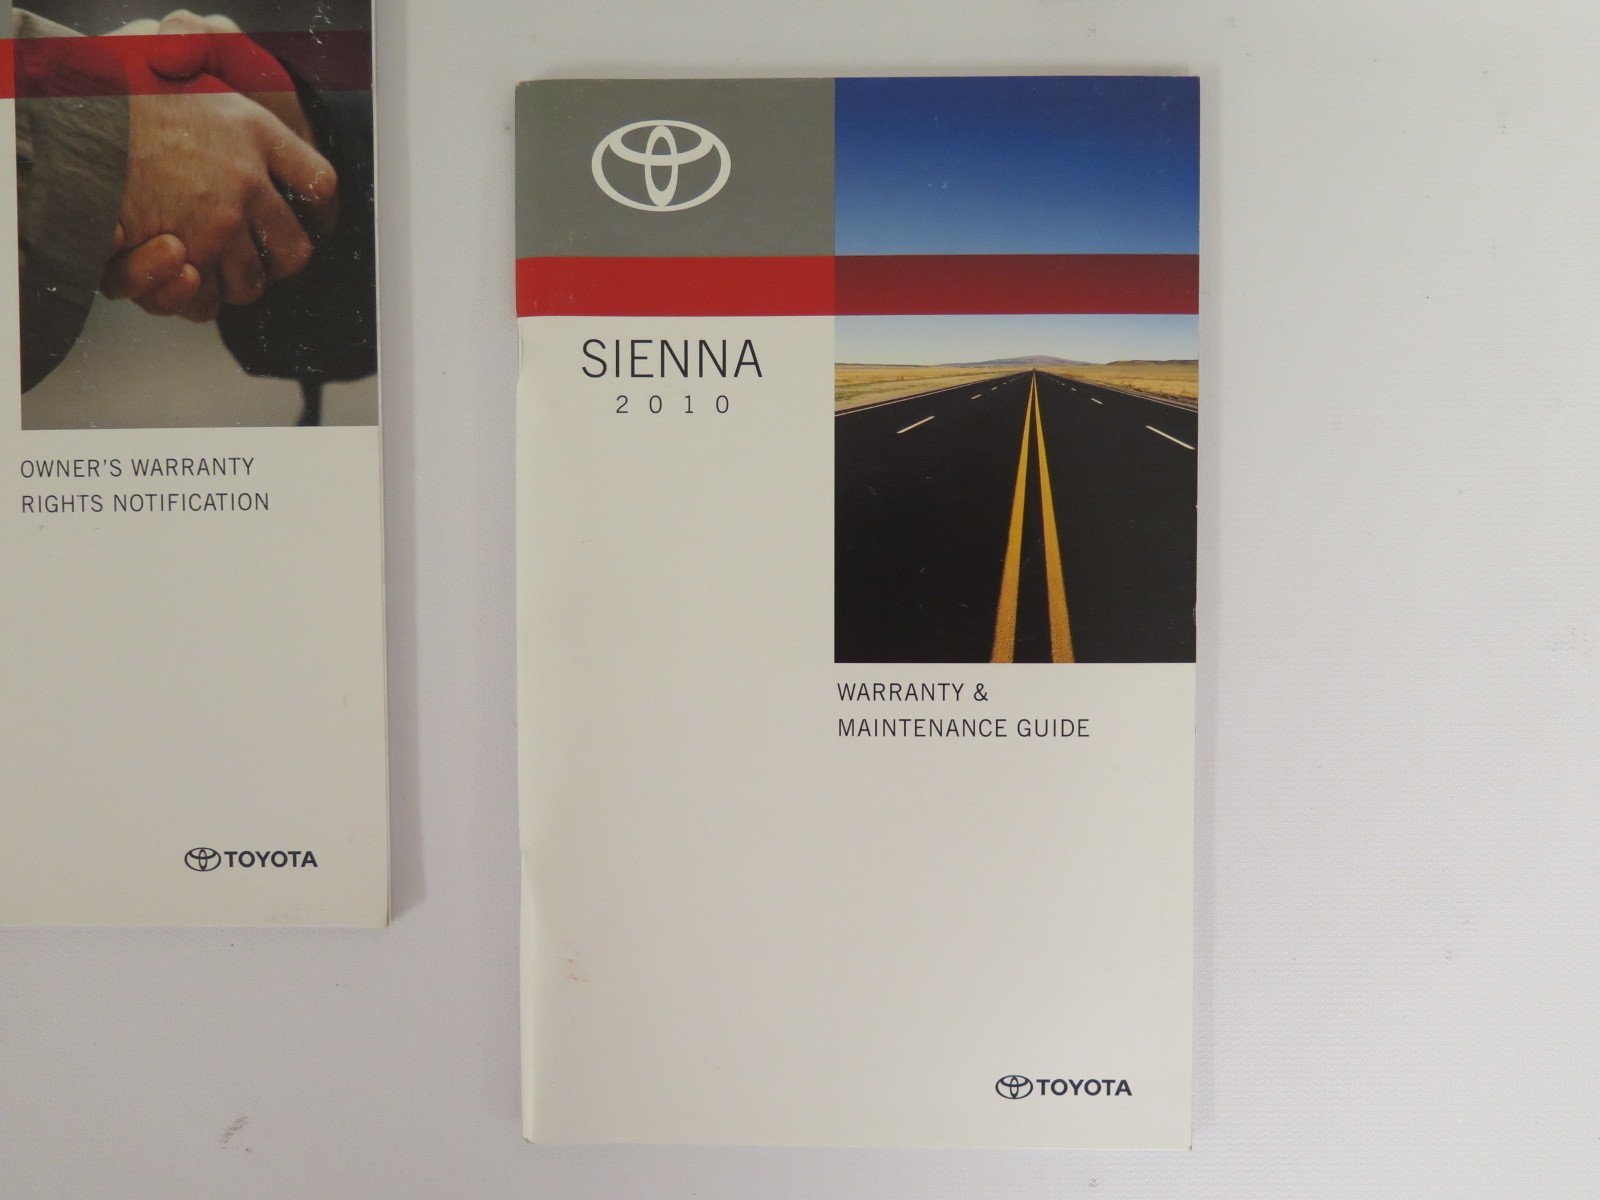 OWNER'S WARRANTY
RIGHTS NOTIFICATION
TOYOTA
SIENNA
2010
WARRANTY &
MAINTENANCE GUIDE
TOYOTA